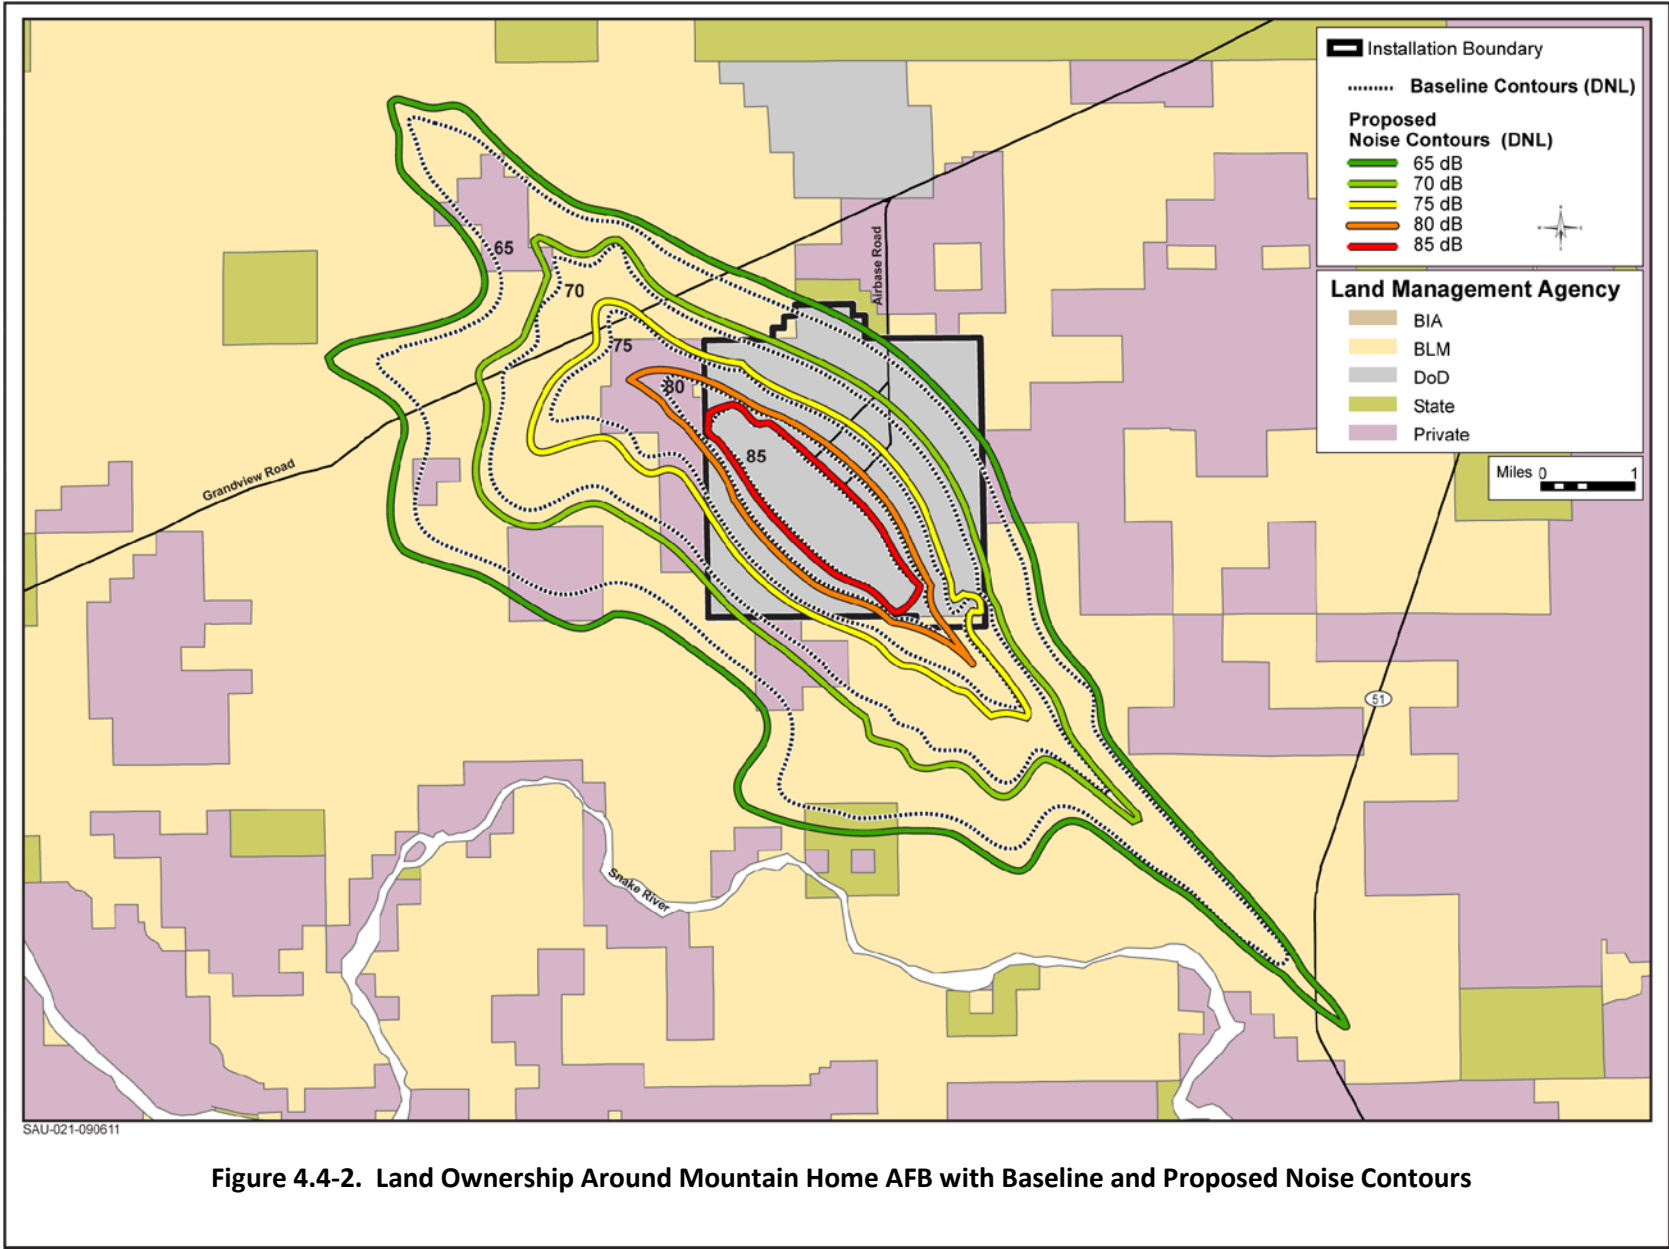 Installation Boundary
Baseline Contours (DNL)
Proposed
Noise Contours (DNL)
65 dB
70 dB
75 dB
80 dB
85 dB
Land Management Agency
BIA
BLM
DoD
State
Private
Miles 0 1
65
70
75
80
85
Airbase Road
Grandview Road
51
Snake River
SAU-021-090611
Figure 4.4-2. Land Ownership Around Mountain Home AFB with Baseline and Proposed Noise Contours